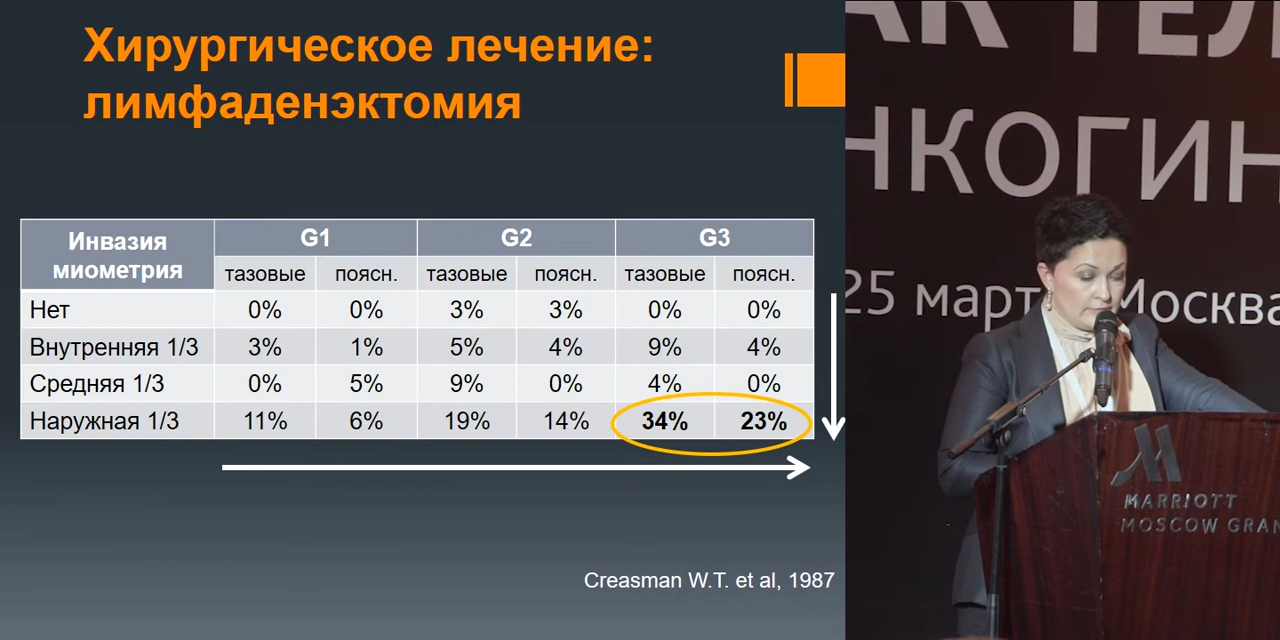 Хирургическое лечение:
лимфаденэктомия
Инвазия миометрия G1 G2 G3
тазовые поясн. тазовые поясн. тазовые поясн.
Нет 0% 0% 3% 3% 0% 0%
Внутренняя 1/3 3% 1% 5% 4% 9% 4%
Средняя 1/3 0% 5% 9% 0% 4% 0%
Наружная 1/3 11% 6% 19% 14% 34% 23%
Creasman W.T. et al, 1987
АК ТЕЛ
НКОГИН
25 март Москва
MARRIOTT
MOSCOW GRAN